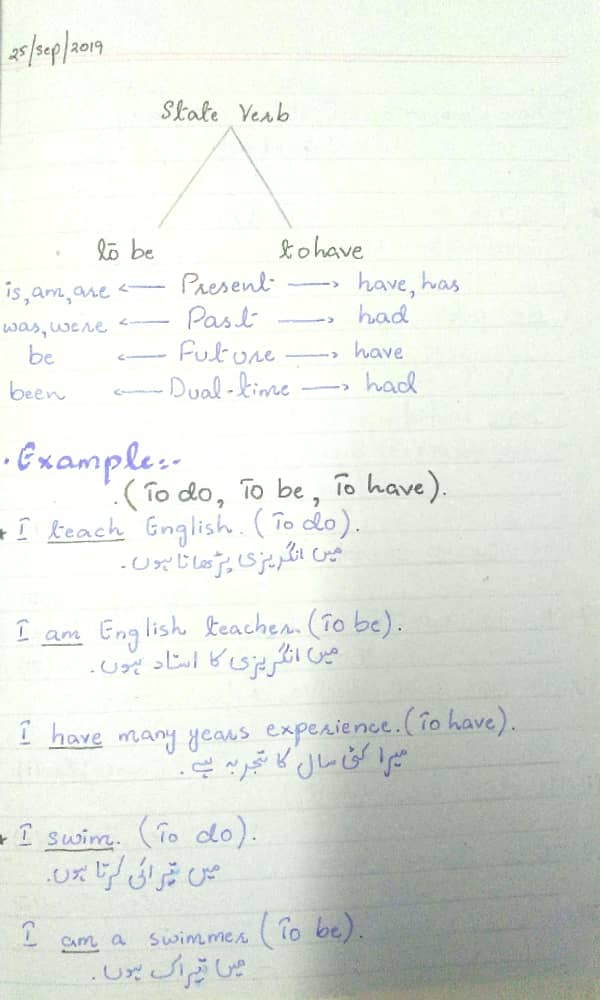 25/Sep/2019
State Verb
to be to have
is, am, are ← Present → have, has
was, were ← Past → had
be ← Future → have
been ← Dual-time → had
. Example:-
.(To do, To be, To have).
I teach English. (To do).
میں انگریزی پڑھاتا ہوں.
I am English teacher. (To be).
میں انگریزی کا استاد ہوں.
I have many years experience. (To have).
میرا کئی سال کا تجربہ ہے.
I swim. (To do).
میں تیرائی کرتا ہوں.
I am a swimmer (To be).
میں تیراک ہوں.